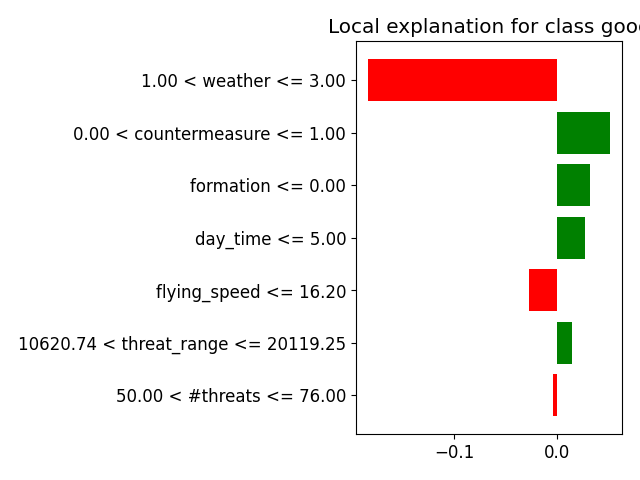 Local explanation for class good
1.00 < weather <= 3.00
0.00 < countermeasure <= 1.00
formation <= 0.00
day_time <= 5.00
flying_speed <= 16.20
10620.74 < threat_range <= 20119.25
50.00 < #threats <= 76.00
−0.1 0.0